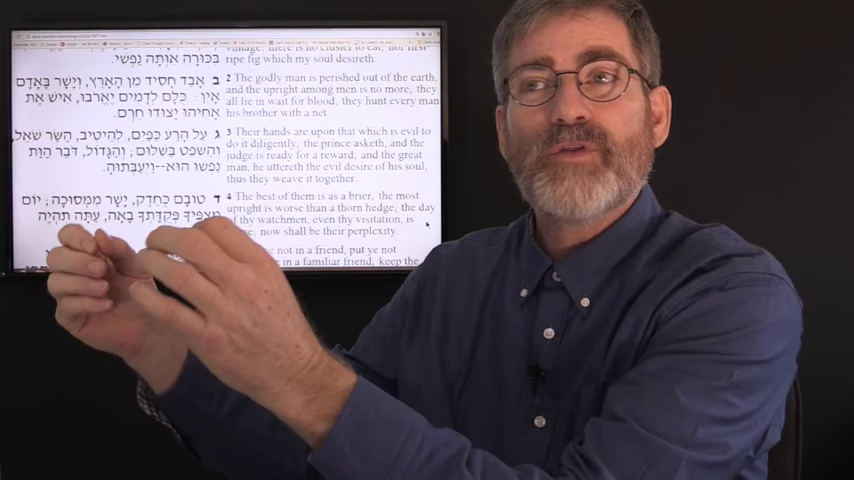 בִּכּוּרָה אִוְּתָה נַפְשִׁי.
ב אָבַד חָסִיד מִן הָאָרֶץ, וְיָשָׁר בָּאָדָם
אָיִן: כֻּלָּם לְדָמִים יֶאֱרֹבוּ, אִישׁ אֶת
אָחִיהוּ יָצוּדוּ חֵרֶם.
ג עַל הָרַע כַּפַּיִם, לְהֵיטִיב, הַשַּׂר שֹׁאֵל,
וְהַשֹּׁפֵט בַּשִּׁלּוּם; וְהַגָּדוֹל, דֹּבֵר הַוַּת
נַפְשׁוֹ הוּא--וַיְעַבְּתוּהָ.
ד טוֹבָם כְּחֵדֶק, יָשָׁר מִמְּסוּכָה; יוֹם
מְצַפֶּיךָ פְּקֻדָּתְךָ בָאָה, עַתָּה תִהְיֶה
there is no cluster to eat, nor first
ripe fig which my soul desireth.
2 The godly man is perished out of the earth,
and the upright among men is no more; they
all lie in wait for blood; they hunt every man
his brother with a net.
3 Their hands are upon that which is evil to
do it diligently, the prince asketh, and the
judge is ready for a reward, and the great
man, he uttereth the evil desire of his soul,
thus they weave it together.
4 The best of them is as a brier, the most
upright is worse than a thorn hedge, the day
of thy watchmen, even thy visitation, is
now shall be their perplexity.
not in a friend, put ye not
in a familiar friend, keep the